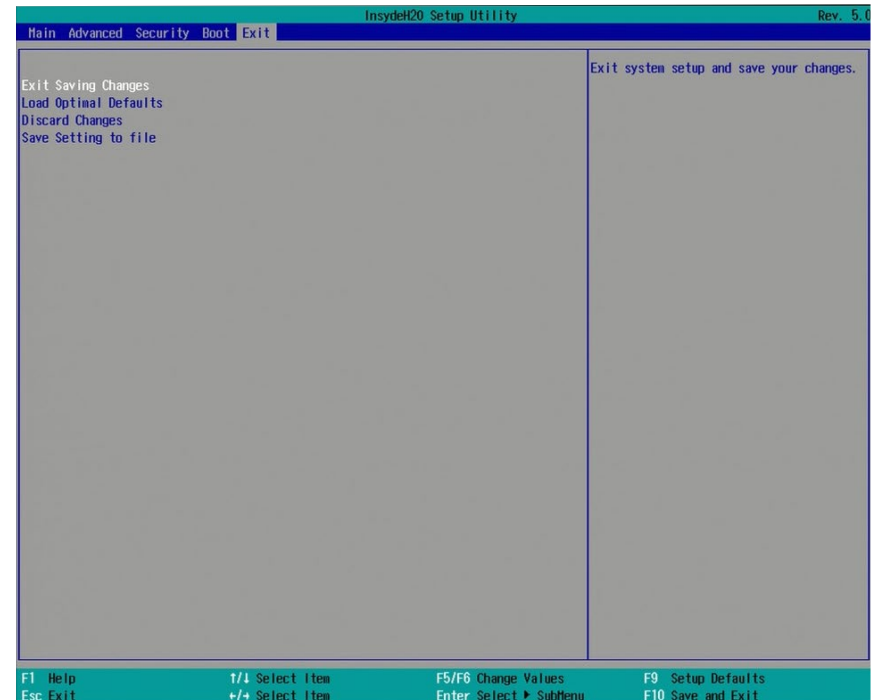 InsydeH20 Setup Utility Rev. 5.0
Main Advanced Security Boot Exit
Exit system setup and save your changes.
Exit Saving Changes
Load Optimal Defaults
Discard Changes
Save Setting to file
F1 Help ↑/↓ Select Item F5/F6 Change Values F9 Setup Defaults
Esc Exit ←/→ Select Item Enter Select ▶ SubMenu F10 Save and Exit